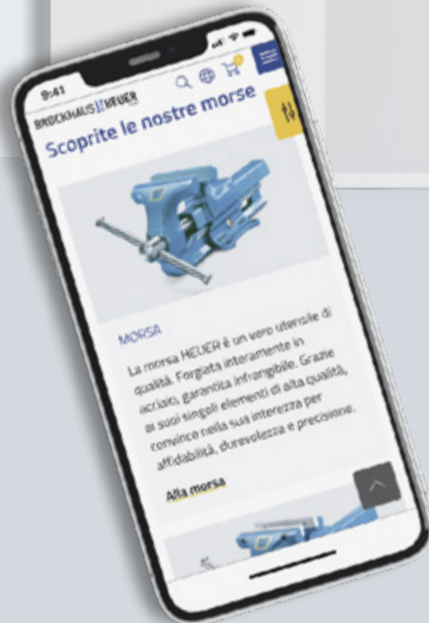 9:41
BROCKHAUS HEUER
Scoprite le nostre morse
MORSA
La morsa HEUER è un vero utensile di
qualità. Forgiata interamente in
acciaio, garantita infrangibile. Grazie
ai suoi singoli elementi di alta qualità,
convince nella sua interezza per
affidabilità, durevolezza e precisione.
Alla morsa